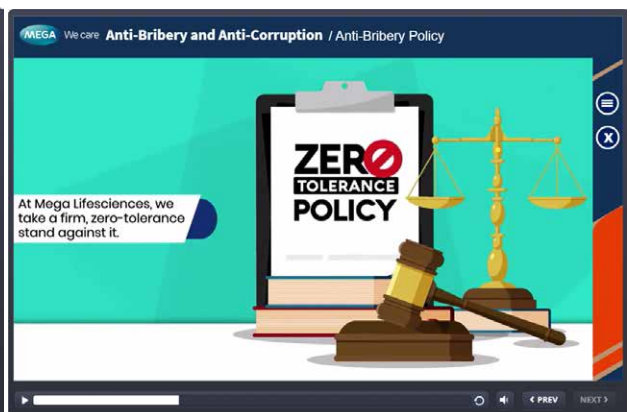 MEGA We care Anti-Bribery and Anti-Corruption / Anti-Bribery Policy
At Mega Lifesciences, we
take a firm, zero-tolerance
stand against it.
ZERO
TOLERANCE
POLICY
X
< PREV NEXT >